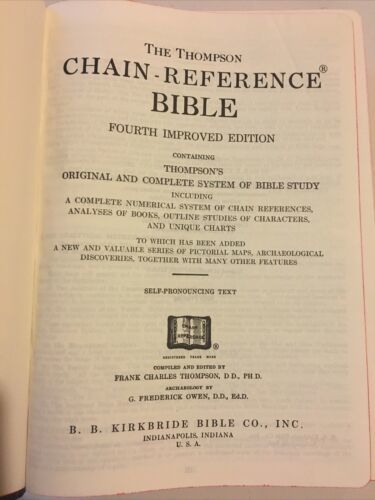 THE THOMPSON
CHAIN-REFERENCE®
BIBLE
FOURTH IMPROVED EDITION
CONTAINING
THOMPSON'S
ORIGINAL AND COMPLETE SYSTEM OF BIBLE STUDY
INCLUDING
A COMPLETE NUMERICAL SYSTEM OF CHAIN REFERENCES,
ANALYSES OF BOOKS, OUTLINE STUDIES OF CHARACTERS,
AND UNIQUE CHARTS
TO WHICH HAS BEEN ADDED
A NEW AND VALUABLE SERIES OF PICTORIAL MAPS, ARCHAEOLOGICAL
DISCOVERIES, TOGETHER WITH MANY OTHER FEATURES
SELF-PRONOUNCING TEXT
CHAIN
REFERENCE
®
REGISTERED TRADE MARK
COMPILED AND EDITED BY
FRANK CHARLES THOMPSON, D.D., PH.D.
ARCHAEOLOGY BY
G. FREDERICK OWEN, D.D., Ed.D.
B. B. KIRKBRIDE BIBLE CO., INC.
INDIANAPOLIS, INDIANA
U. S. A.